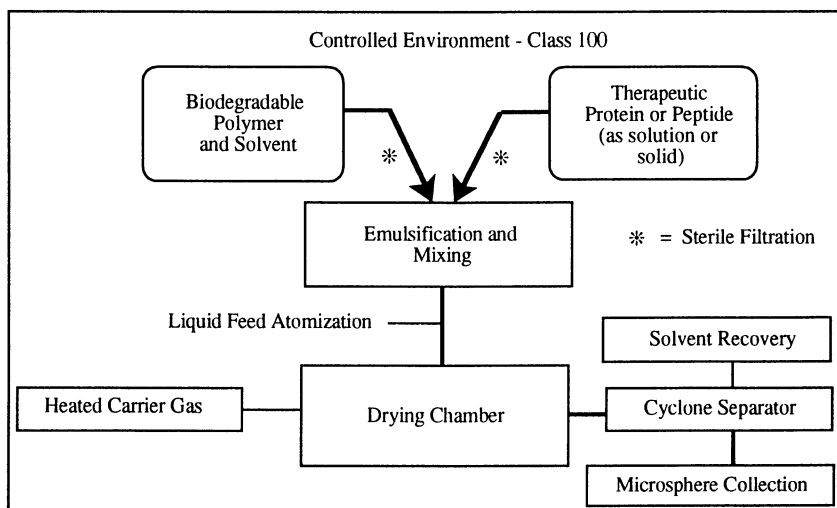 Controlled Environment - Class 100
Biodegradable
Polymer
and Solvent
Therapeutic
Protein or Peptide
(as solution or
solid)
✳
✳
Emulsification and
Mixing
✳ = Sterile Filtration
Liquid Feed Atomization
Solvent Recovery
Heated Carrier Gas
Drying Chamber
Cyclone Separator
Microsphere Collection